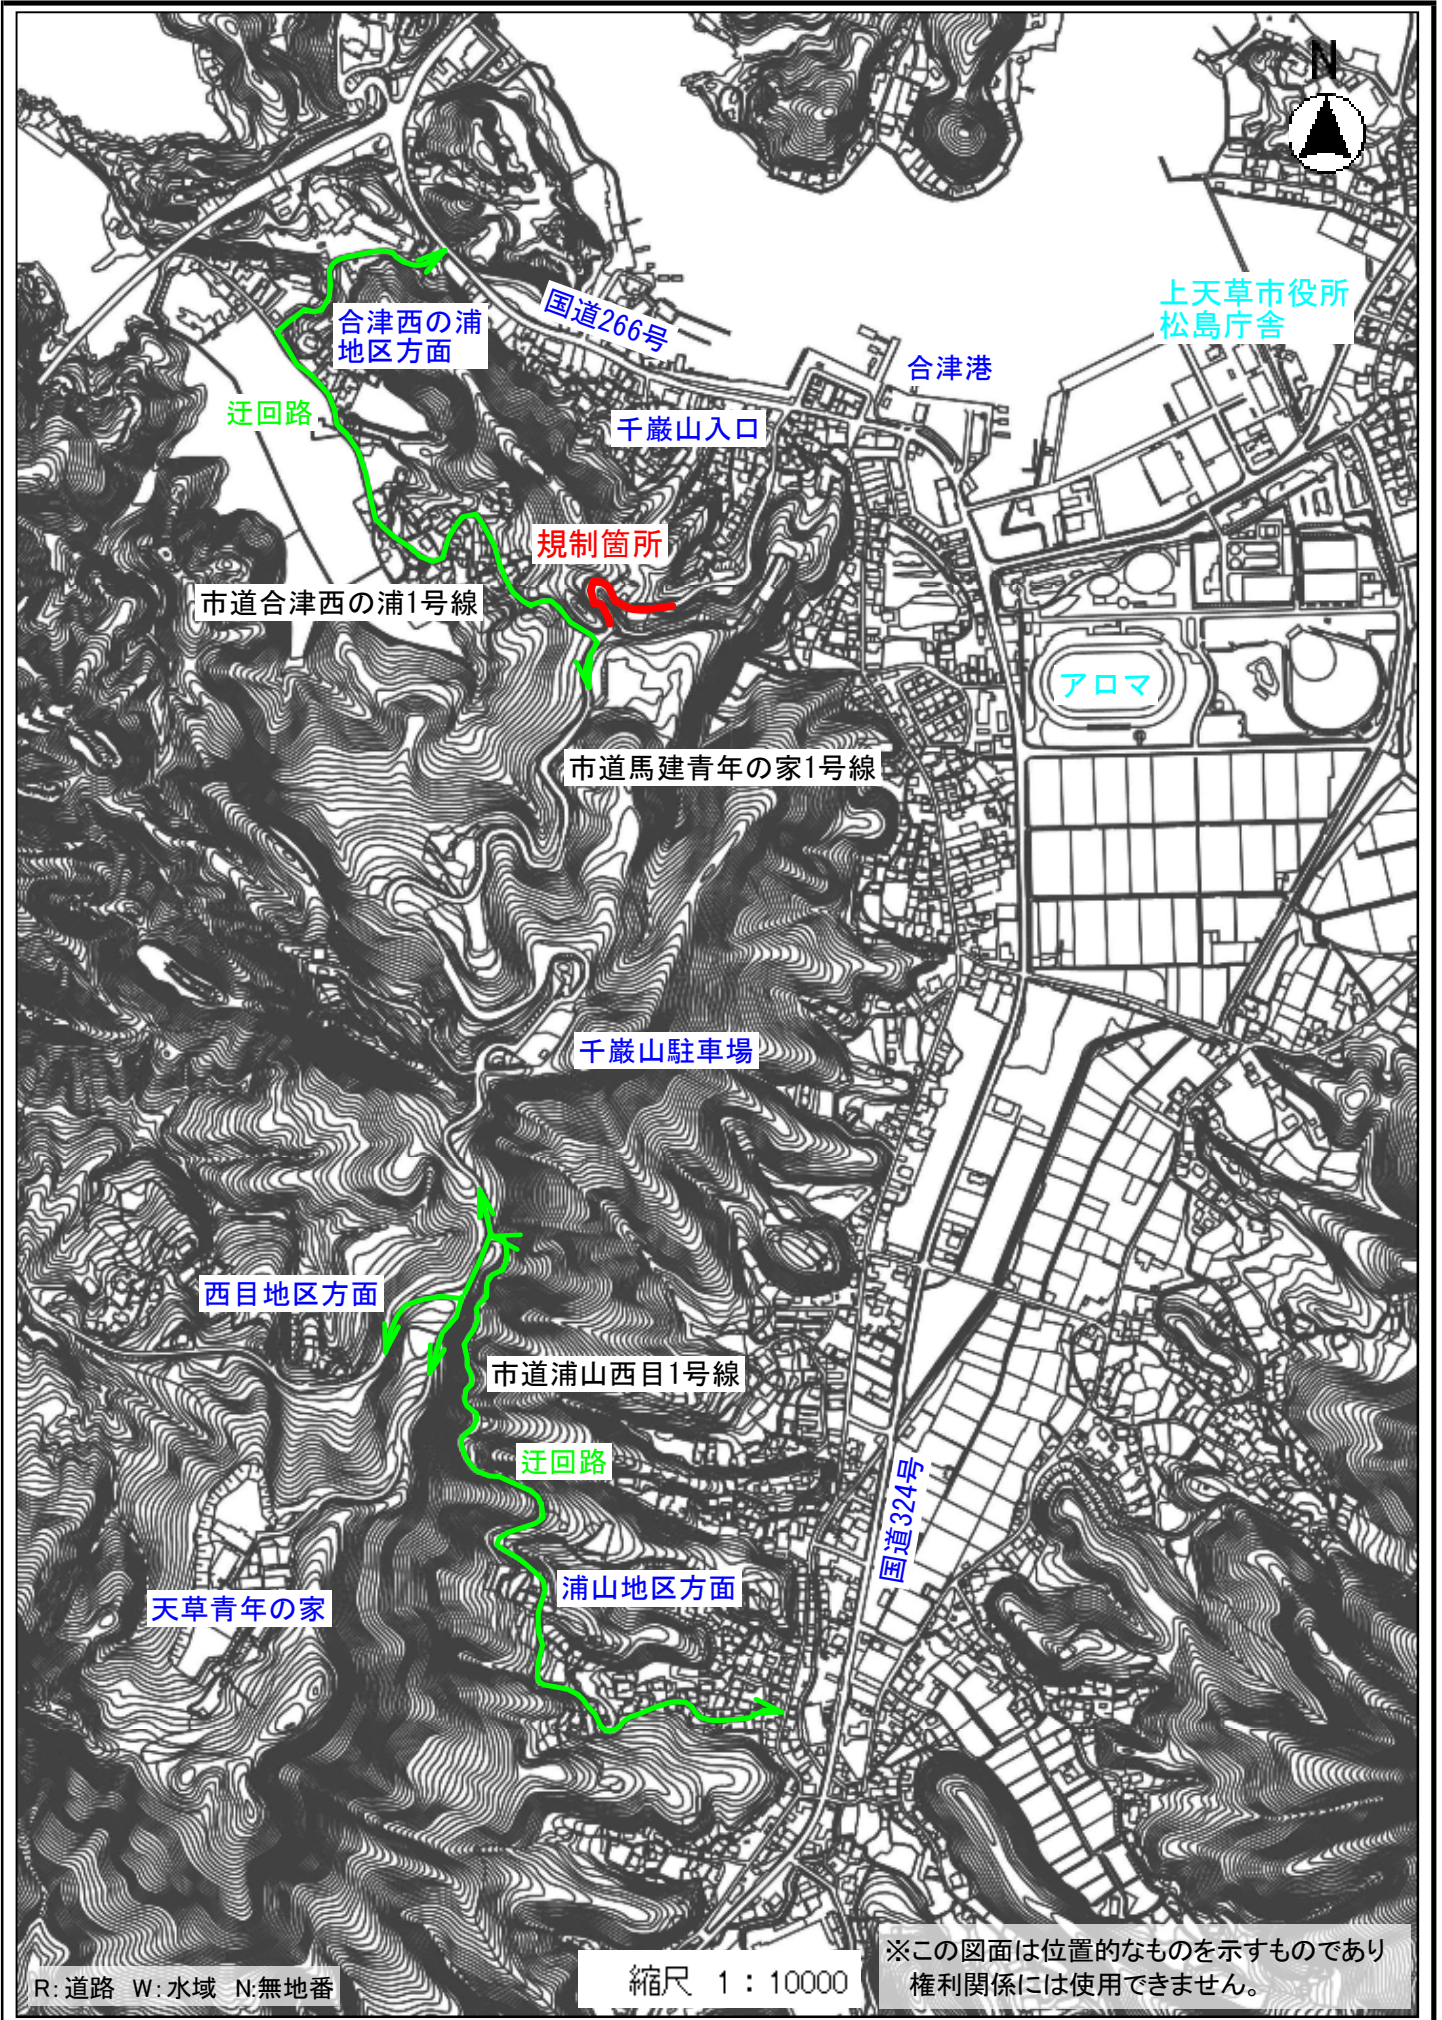 N
上天草市役所
松島庁舎
国道266号
合津西の浦
地区方面
合津港
迂回路
千巌山入口
規制箇所
市道合津西の浦1号線
アロマ
市道馬建青年の家1号線
千巌山駐車場
西目地区方面
市道浦山西目1号線
迂回路
国道324号
浦山地区方面
天草青年の家
※この図面は位置的なものを示すものであり
権利関係には使用できません。
縮尺 1：10000
R:道路 W:水域 N:無地番